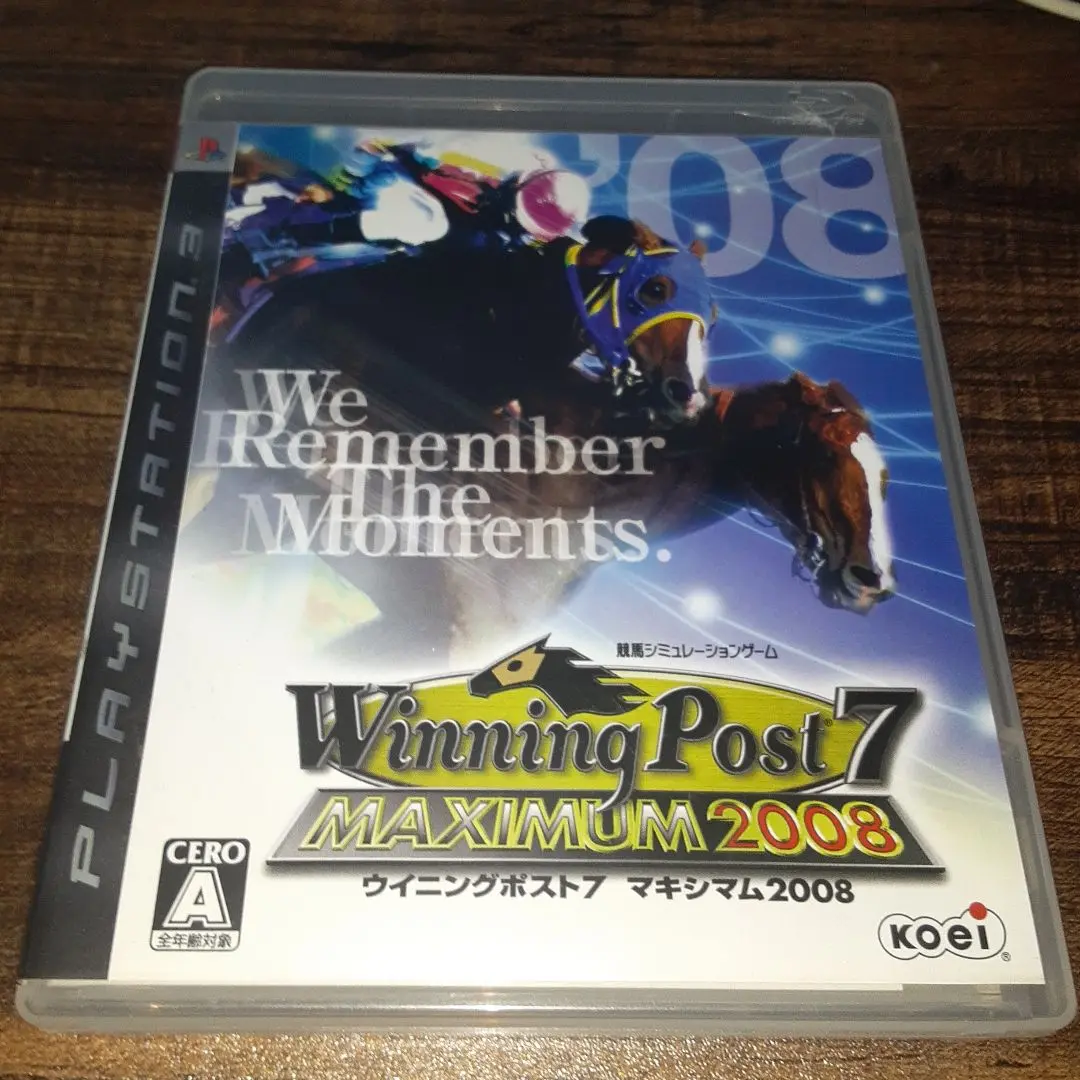 PLAYSTATION 3
'08
We
Remember
The
Moments.
競馬シミュレーションゲーム
Winning Post 7
MAXIMUM 2008
ウイニングポスト7 マキシマム2008
CERO
A
全年齢対象
KOEI
®